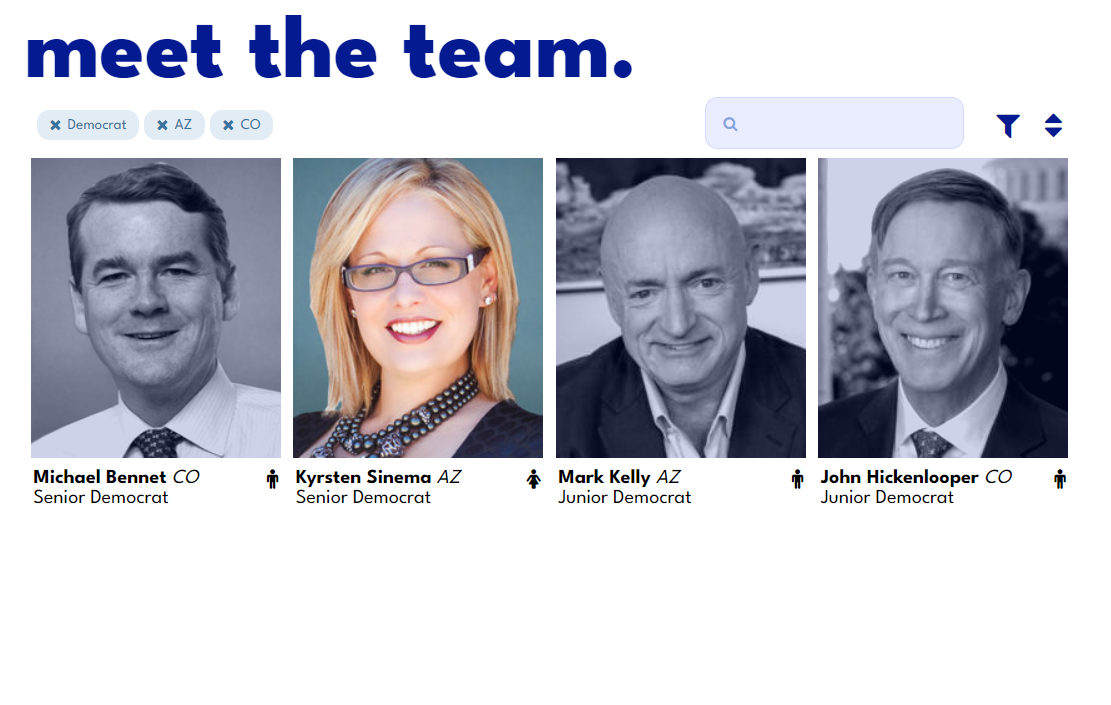 meet the team.
Democrat AZ CO
Michael Bennet CO
Senior Democrat
Kyrsten Sinema AZ
Senior Democrat
Mark Kelly AZ
Junior Democrat
John Hickenlooper CO
Junior Democrat